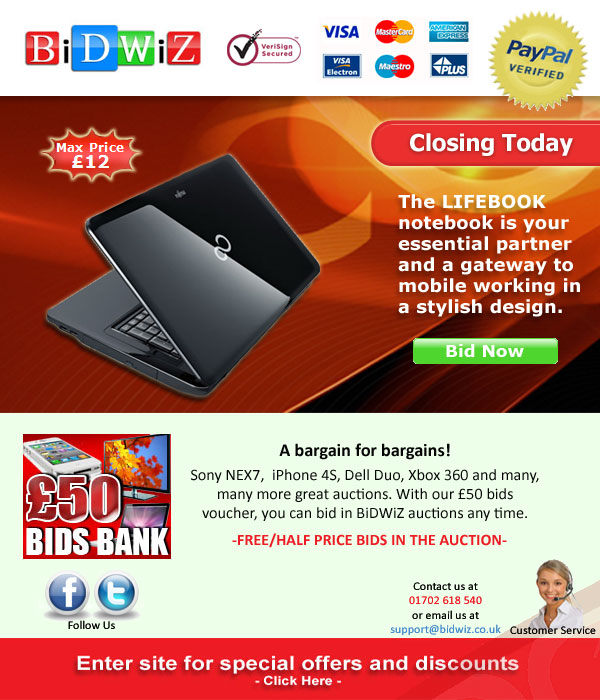 BiDWiZ
VeriSign
Secured
VISA
MasterCard
AMERICAN
EXPRESS
VISA
Electron
Maestro
PLUS
PayPal
VERIFIED
Max Price
£12
Closing Today
The LIFEBOOK
notebook is your
essential partner
and a gateway to
mobile working in
a stylish design.
Bid Now
£50
BIDS BANK
A bargain for bargains!
Sony NEX7, iPhone 4S, Dell Duo, Xbox 360 and many,
many more great auctions. With our £50 bids
voucher, you can bid in BiDWiZ auctions any time.
-FREE/HALF PRICE BIDS IN THE AUCTION-
Follow Us
Contact us at
01702 618 540
or email us at
support@bidwiz.co.uk
Customer Service
Enter site for special offers and discounts
- Click Here -